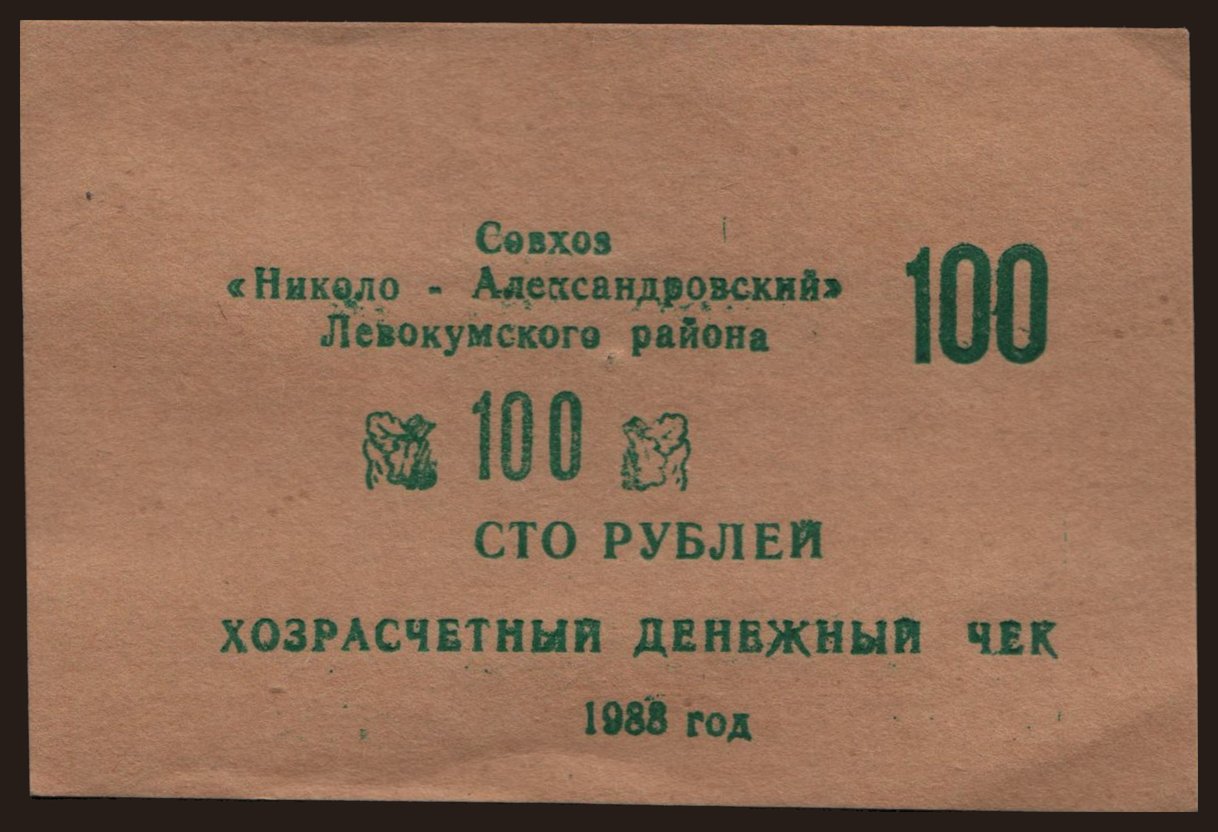 Совхоз
«Николо - Александровский»
Левокумского района
100
100
СТО РУБЛЕЙ
ХОЗРАСЧЕТНЫЙ ДЕНЕЖНЫЙ ЧЕК
1988 год